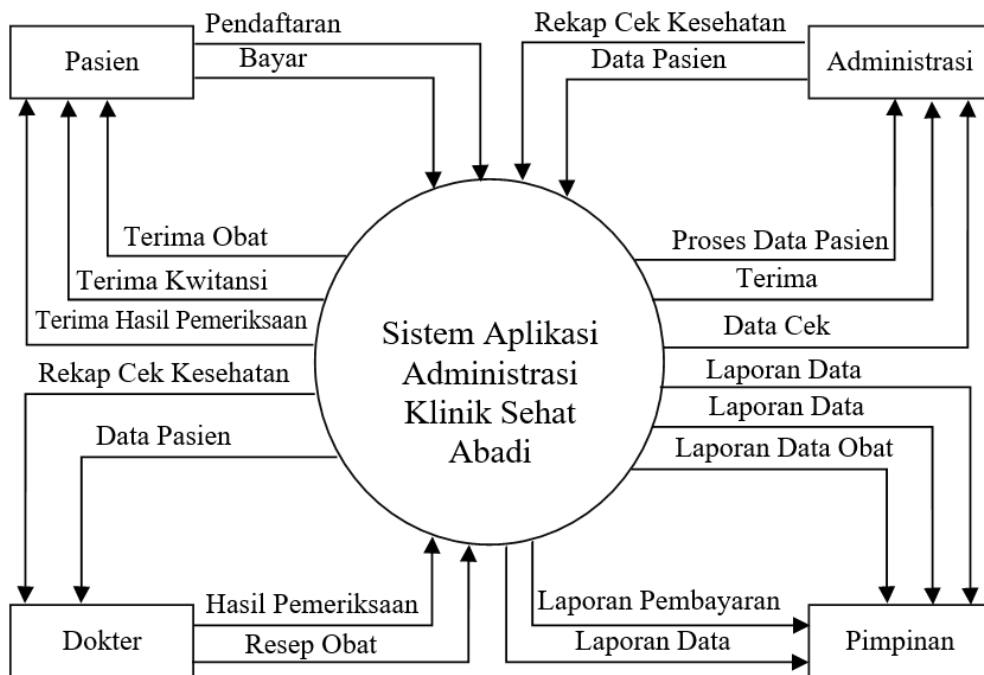 Pendaftaran
Rekap Cek Kesehatan
Pasien
Bayar
Data Pasien
Administrasi
Terima Obat
Proses Data Pasien
Terima Kwitansi
Terima
Terima Hasil Pemeriksaan
Data Cek
Sistem Aplikasi
Administrasi
Klinik Sehat
Abadi
Rekap Cek Kesehatan
Laporan Data
Laporan Data
Data Pasien
Laporan Data Obat
Hasil Pemeriksaan
Laporan Pembayaran
Dokter
Resep Obat
Laporan Data
Pimpinan